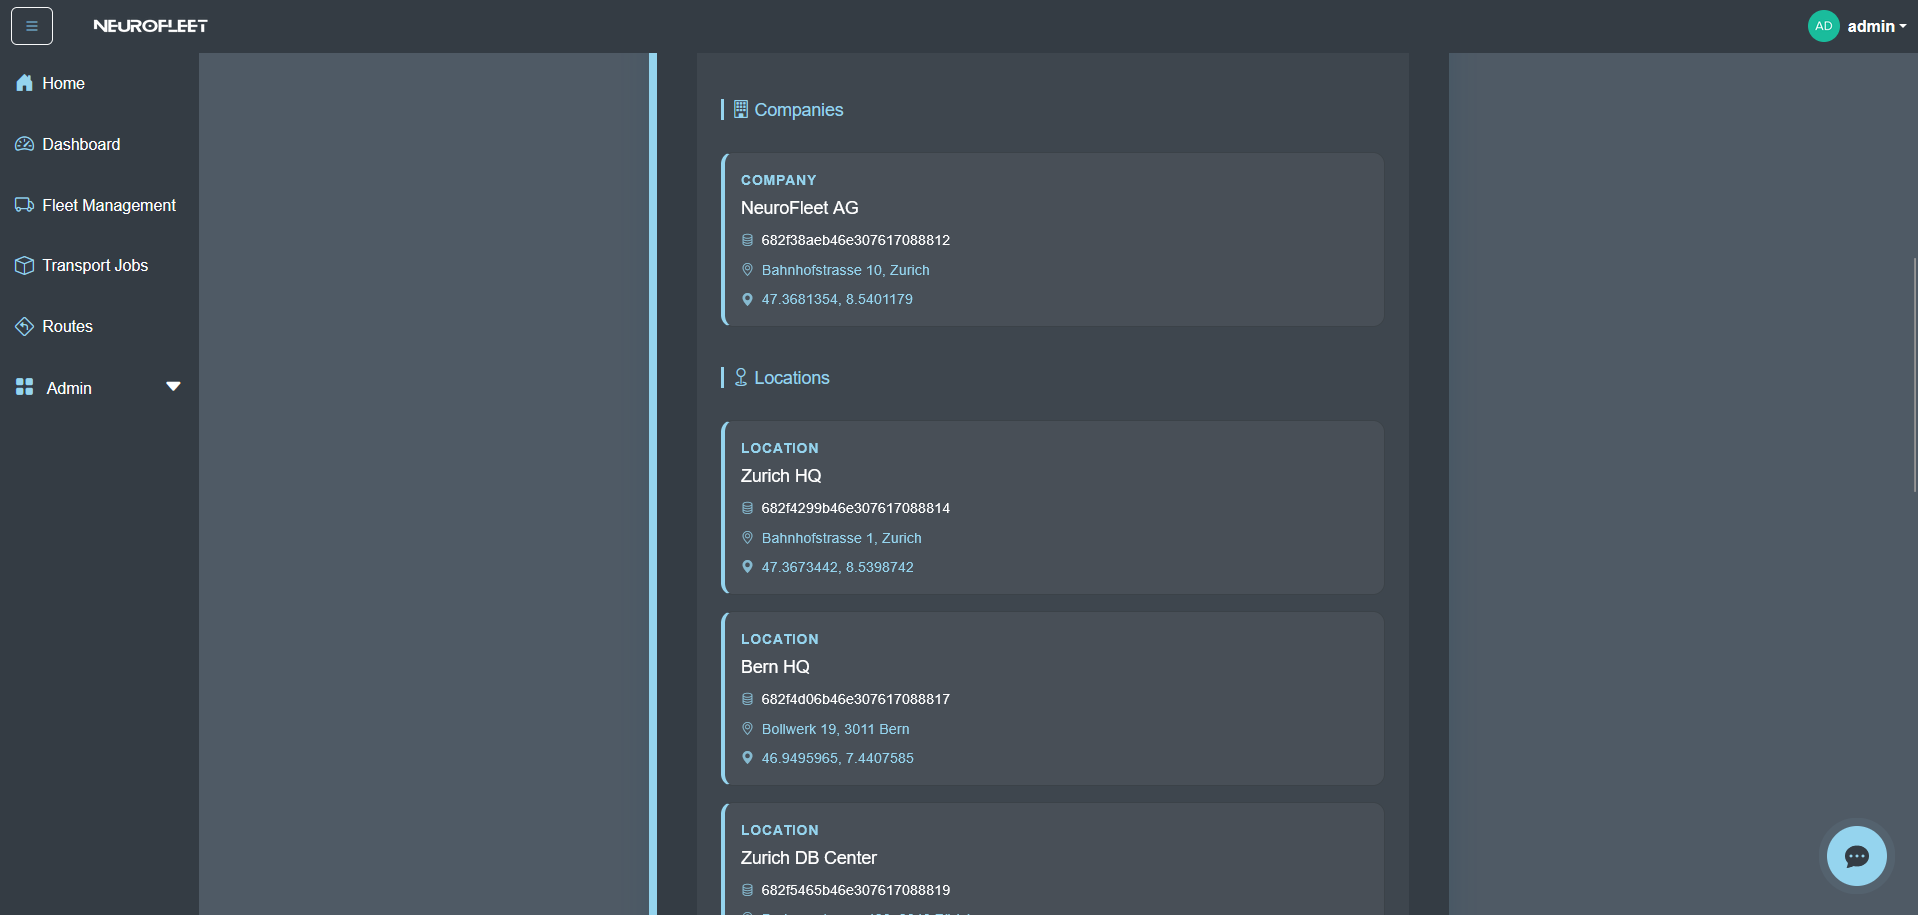 NEUROFLEET
AD admin
Home
Dashboard
Fleet Management
Transport Jobs
Routes
Admin
Companies
COMPANY
NeuroFleet AG
682f38aeb46e307617088812
Bahnhofstrasse 10, Zurich
47.3681354, 8.5401179
Locations
LOCATION
Zurich HQ
682f4299b46e307617088814
Bahnhofstrasse 1, Zurich
47.3673442, 8.5398742
LOCATION
Bern HQ
682f4d06b46e307617088817
Bollwerk 19, 3011 Bern
46.9495965, 7.4407585
LOCATION
Zurich DB Center
682f5465b46e307617088819